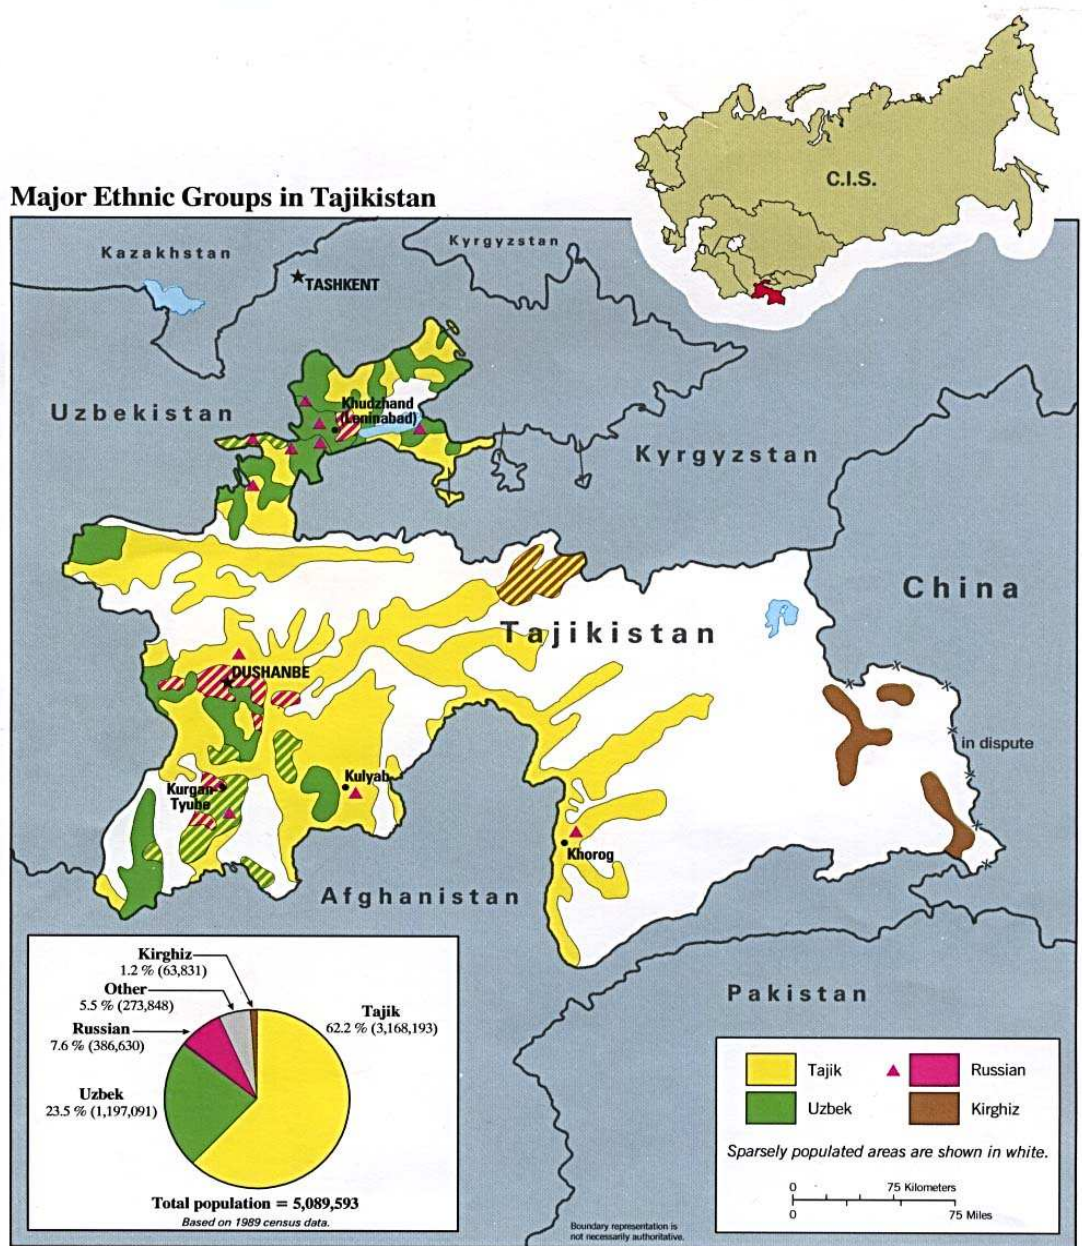 C.I.S.
Major Ethnic Groups in Tajikistan
Kazakhstan
Kyrgyzstan
TASHKENT
Uzbekistan
Khudzhand
(Leninabad)
Kyrgyzstan
China
Tajikistan
DUSHANBE
in dispute
Kulyab
Kurgan-
Tyube
Khorog
Afghanistan
Pakistan
Kirghiz
1.2 % (63,831)
Other
5.5 % (273,848)
Russian
7.6 % (386,630)
Uzbek
23.5 % (1,197,091)
Tajik
62.2 % (3,168,193)
Total population = 5,089,593
Based on 1989 census data.
Tajik
Russian
Uzbek
Kirghiz
Sparsely populated areas are shown in white.
0 75 Kilometers
0 75 Miles
Boundary representation is
not necessarily authoritative.